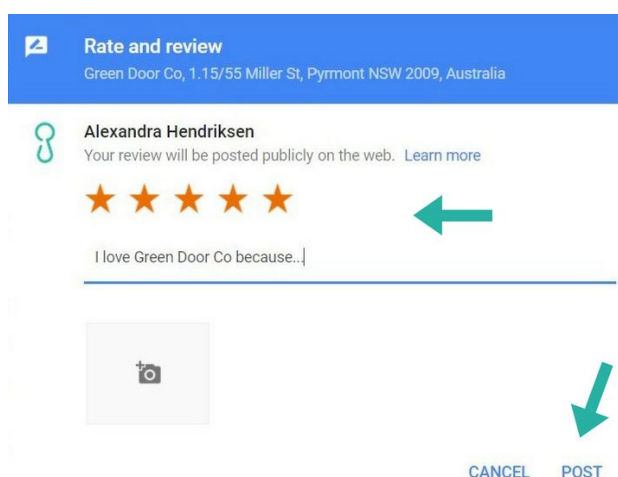 Rate and review
Green Door Co, 1.15/55 Miller St, Pyrmont NSW 2009, Australia
Alexandra Hendriksen
Your review will be posted publicly on the web. Learn more
I love Green Door Co because...
CANCEL POST